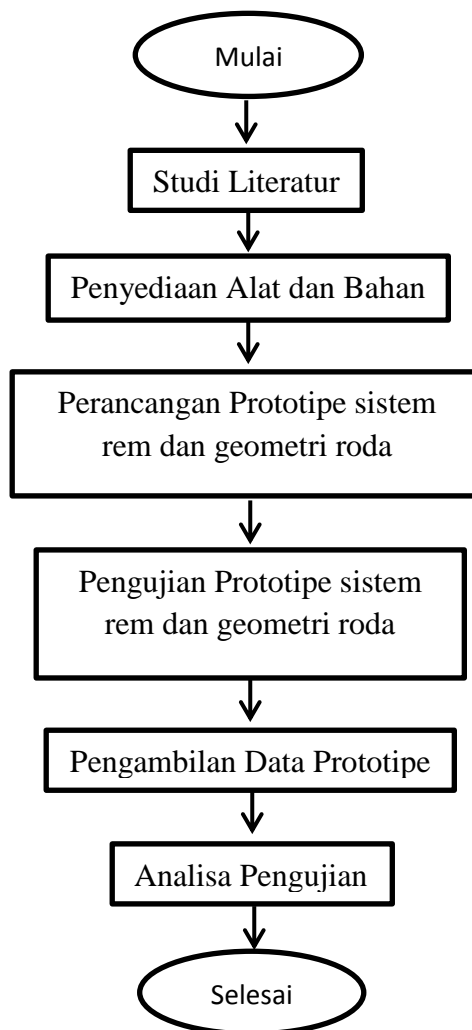 Mulai
Studi Literatur
Penyediaan Alat dan Bahan
Perancangan Prototipe sistem
rem dan geometri roda
Pengujian Prototipe sistem
rem dan geometri roda
Pengambilan Data Prototipe
Analisa Pengujian
Selesai